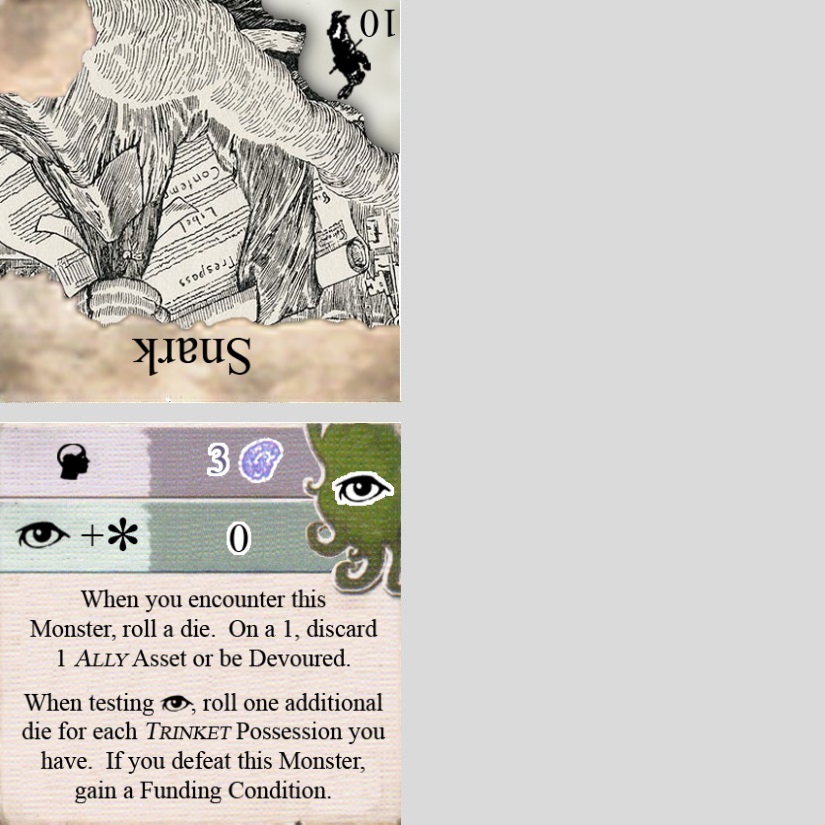 10
Contem
Libel
Trespass
Snark
3
+*
0
When you encounter this
Monster, roll a die. On a 1, discard
1 ALLY Asset or be Devoured.
When testing , roll one additional
die for each TRINKET Possession you
have. If you defeat this Monster,
gain a Funding Condition.